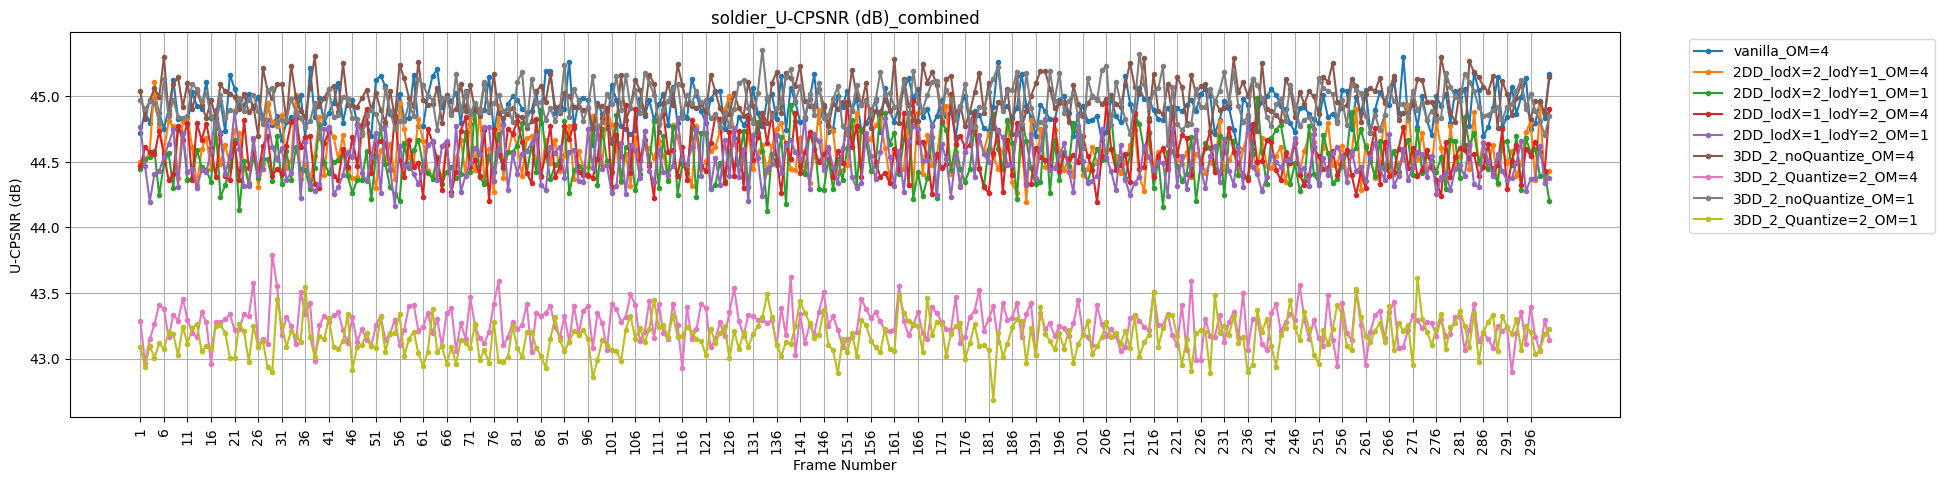 soldier_U-CPSNR (dB)_combined
U-CPSNR (dB)
45.0
44.5
44.0
43.5
43.0
1 6 11 16 21 26 31 36 41 46 51 56 61 66 71 76 81 86 91 96 101 106 111 116 121 126 131 136 141 146 151 156 161 166 171 176 181 186 191 196 201 206 211 216 221 226 231 236 241 246 251 256 261 266 271 276 281 286 291 296
Frame Number
vanilla_OM=4
2DD_lodX=2_lodY=1_OM=4
2DD_lodX=2_lodY=1_OM=1
2DD_lodX=1_lodY=2_OM=4
2DD_lodX=1_lodY=2_OM=1
3DD_2_noQuantize_OM=4
3DD_2_Quantize=2_OM=4
3DD_2_noQuantize_OM=1
3DD_2_Quantize=2_OM=1